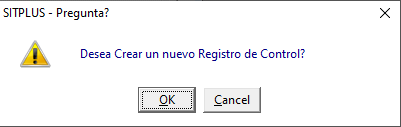 SITPLUS - Pregunta?
Desea Crear un nuevo Registro de Control?
OK Cancel